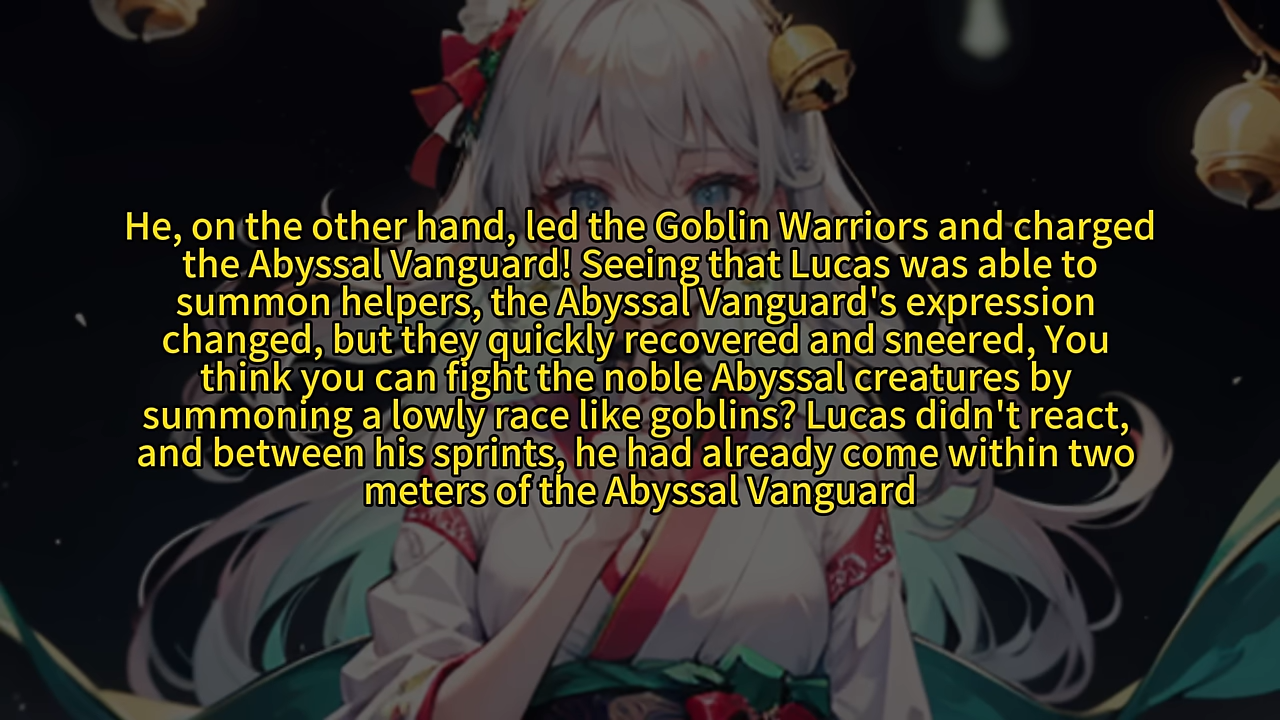 He, on the other hand, led the Goblin Warriors and charged
the Abyssal Vanguard! Seeing that Lucas was able to
summon helpers, the Abyssal Vanguard's expression
changed, but they quickly recovered and sneered, You
think you can fight the noble Abyssal creatures by
summoning a lowly race like goblins? Lucas didn't react,
and between his sprints, he had already come within two
meters of the Abyssal Vanguard